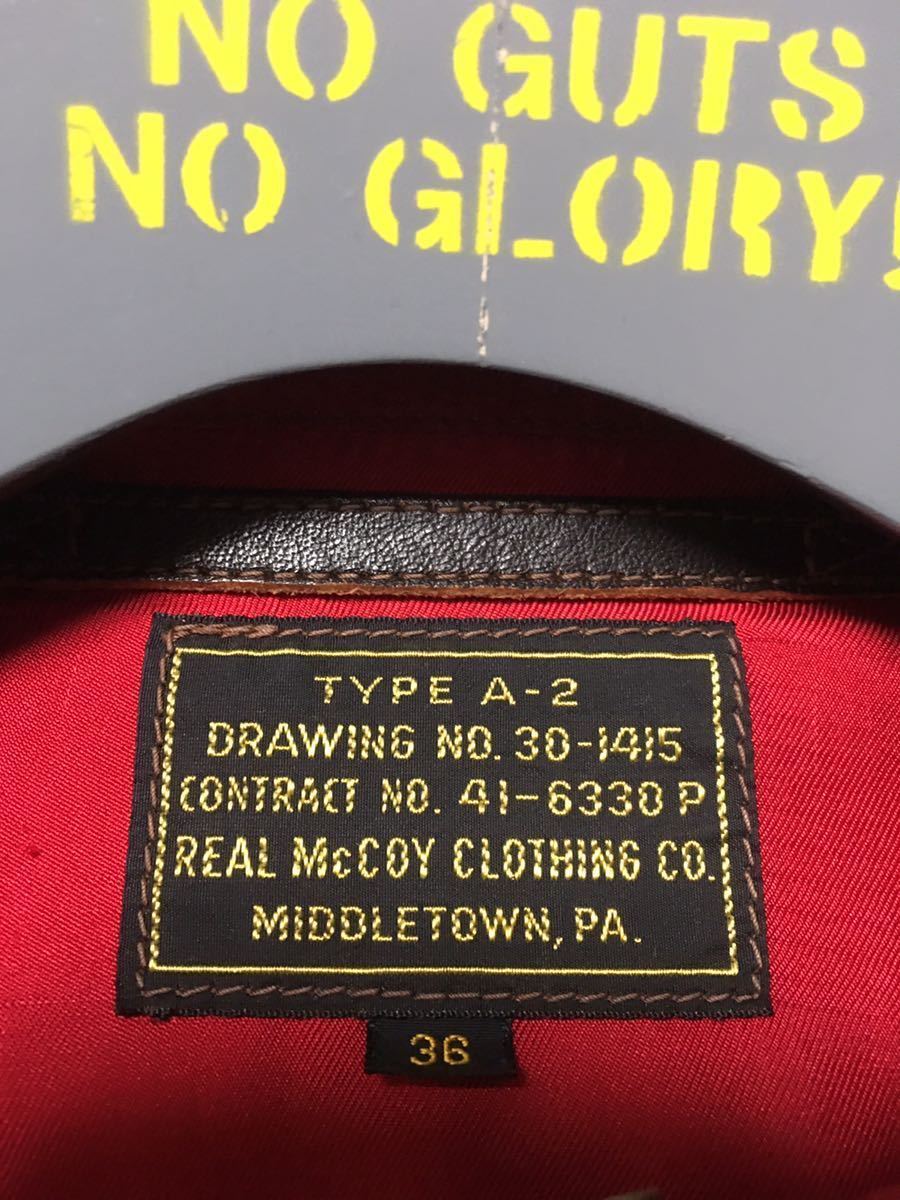 NO GUTS
NO GLORY!
TYPE A-2
DRAWING NO. 30-1415
CONTRACT NO. 41-6330 P
REAL McCOY CLOTHING CO.
MIDDLETOWN, PA.
36